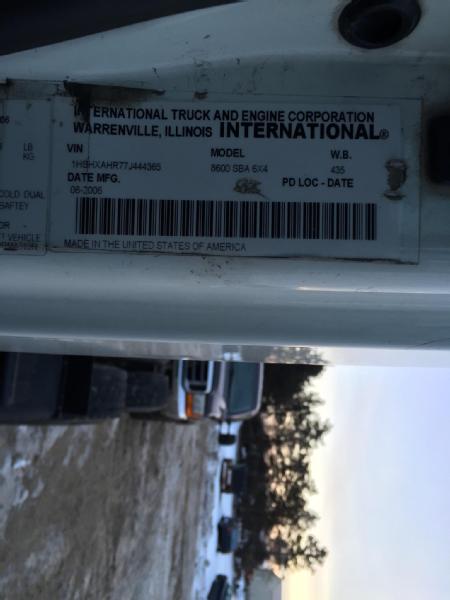 06
LB
KG
COLD DUAL
SAFTEY
OR
T VEHICLE
INTERNATIONAL TRUCK AND ENGINE CORPORATION
WARRENVILLE, ILLINOIS INTERNATIONAL®
VIN MODEL W.B.
1HSHXAHR77J444365 8600 SBA 6X4 435
DATE MFG. PD LOC - DATE
06-2006
MADE IN THE UNITED STATES OF AMERICA